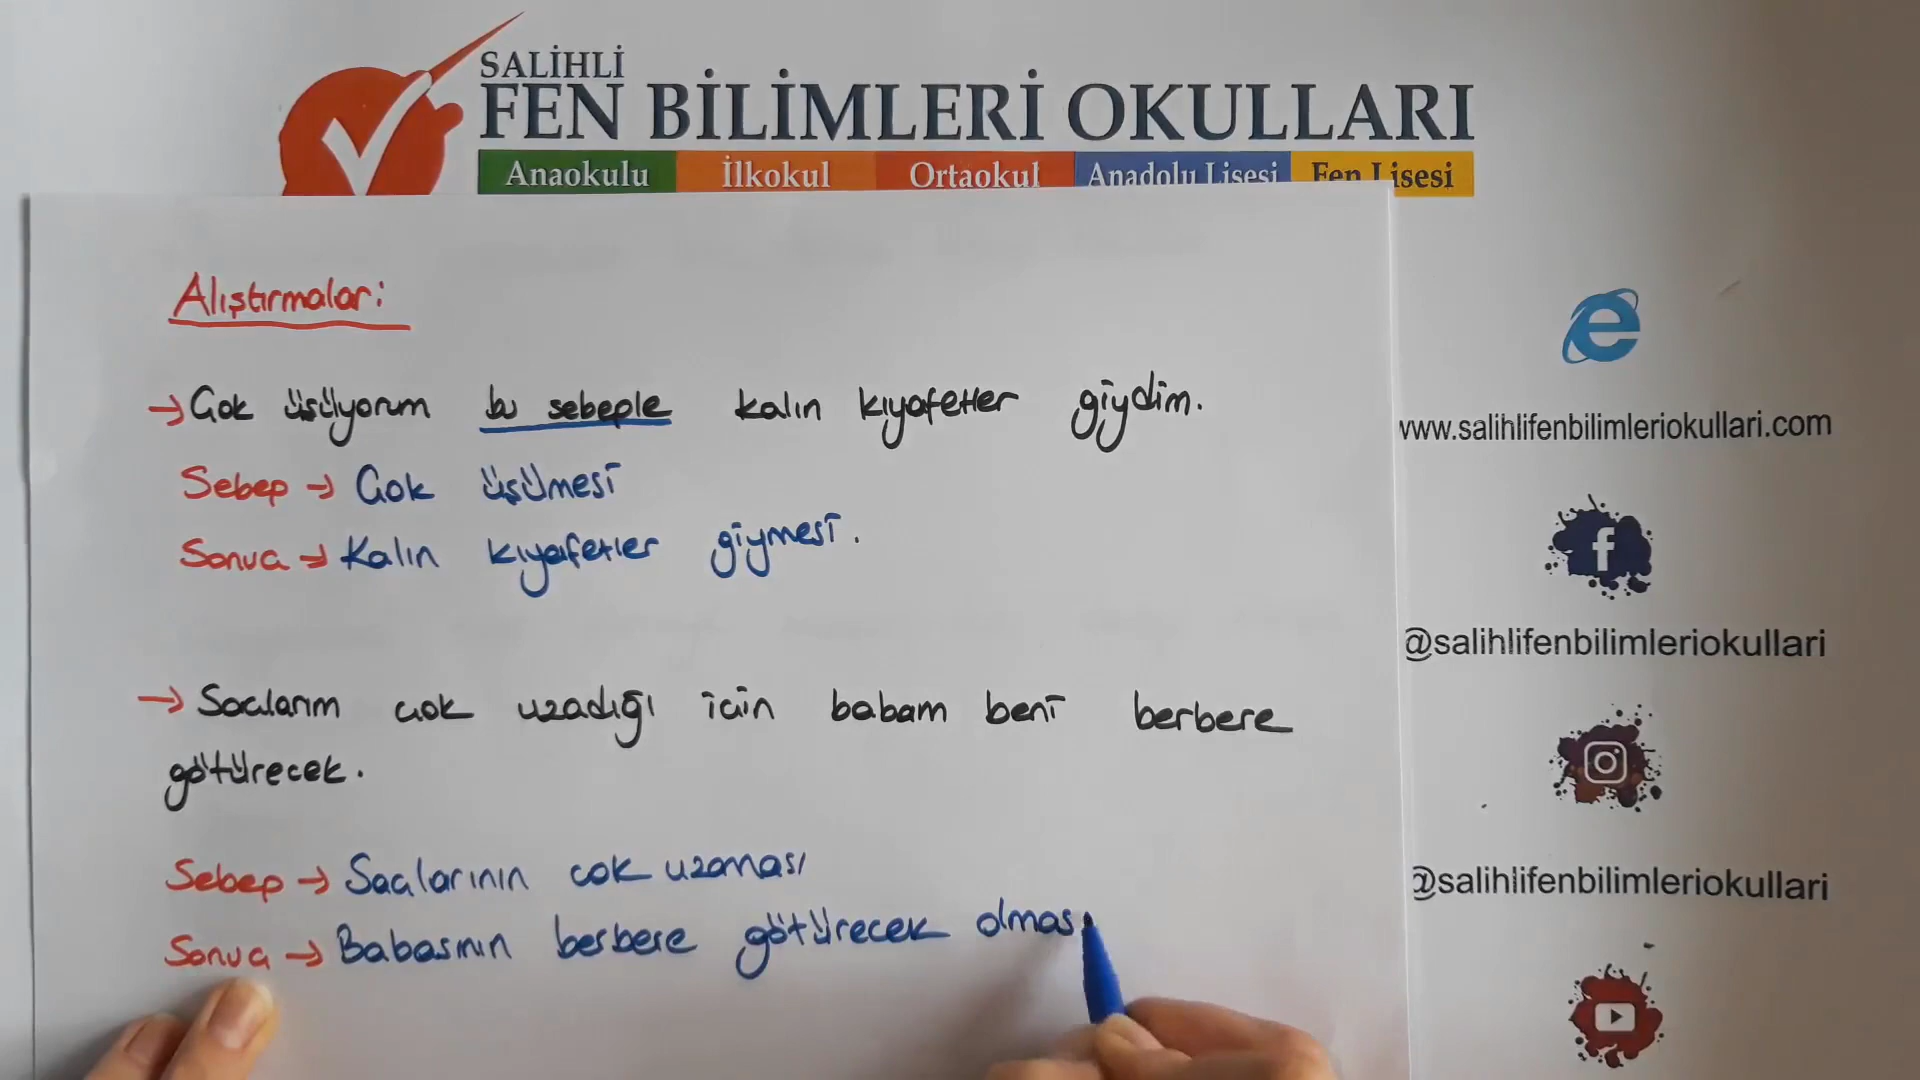 SALİHLİ
FEN BİLİMLERİ OKULLARI
Anaokulu İlkokul Ortaokul Anadolu Lisesi Fen Lisesi
Alıştırmalar:
→ Çok üşüyorum bu sebeple kalın kıyafetler giydim.
Sebep → Çok üşümesi
Sonuç → Kalın kıyafetler giymesi.
→ Saçlarım çok uzadığı için babam beni berbere
götürecek.
Sebep → Saçlarının çok uzaması
Sonuç → Babasının berbere götürecek olmas
www.salihlifenbilimleriokullari.com
@salihlifenbilimleriokullari
@salihlifenbilimleriokullari